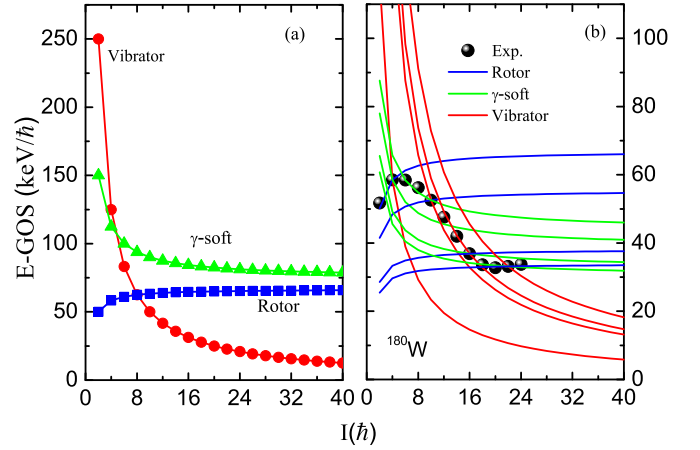 E-GOS (keV/ħ)
250
200
150
100
50
0
(a)
Vibrator
γ-soft
Rotor
0 8 16 24 32 40
(b)
Exp.
Rotor
γ-soft
Vibrator
¹⁸⁰W
100
80
60
40
20
0
0 8 16 24 32 40
I(ħ)